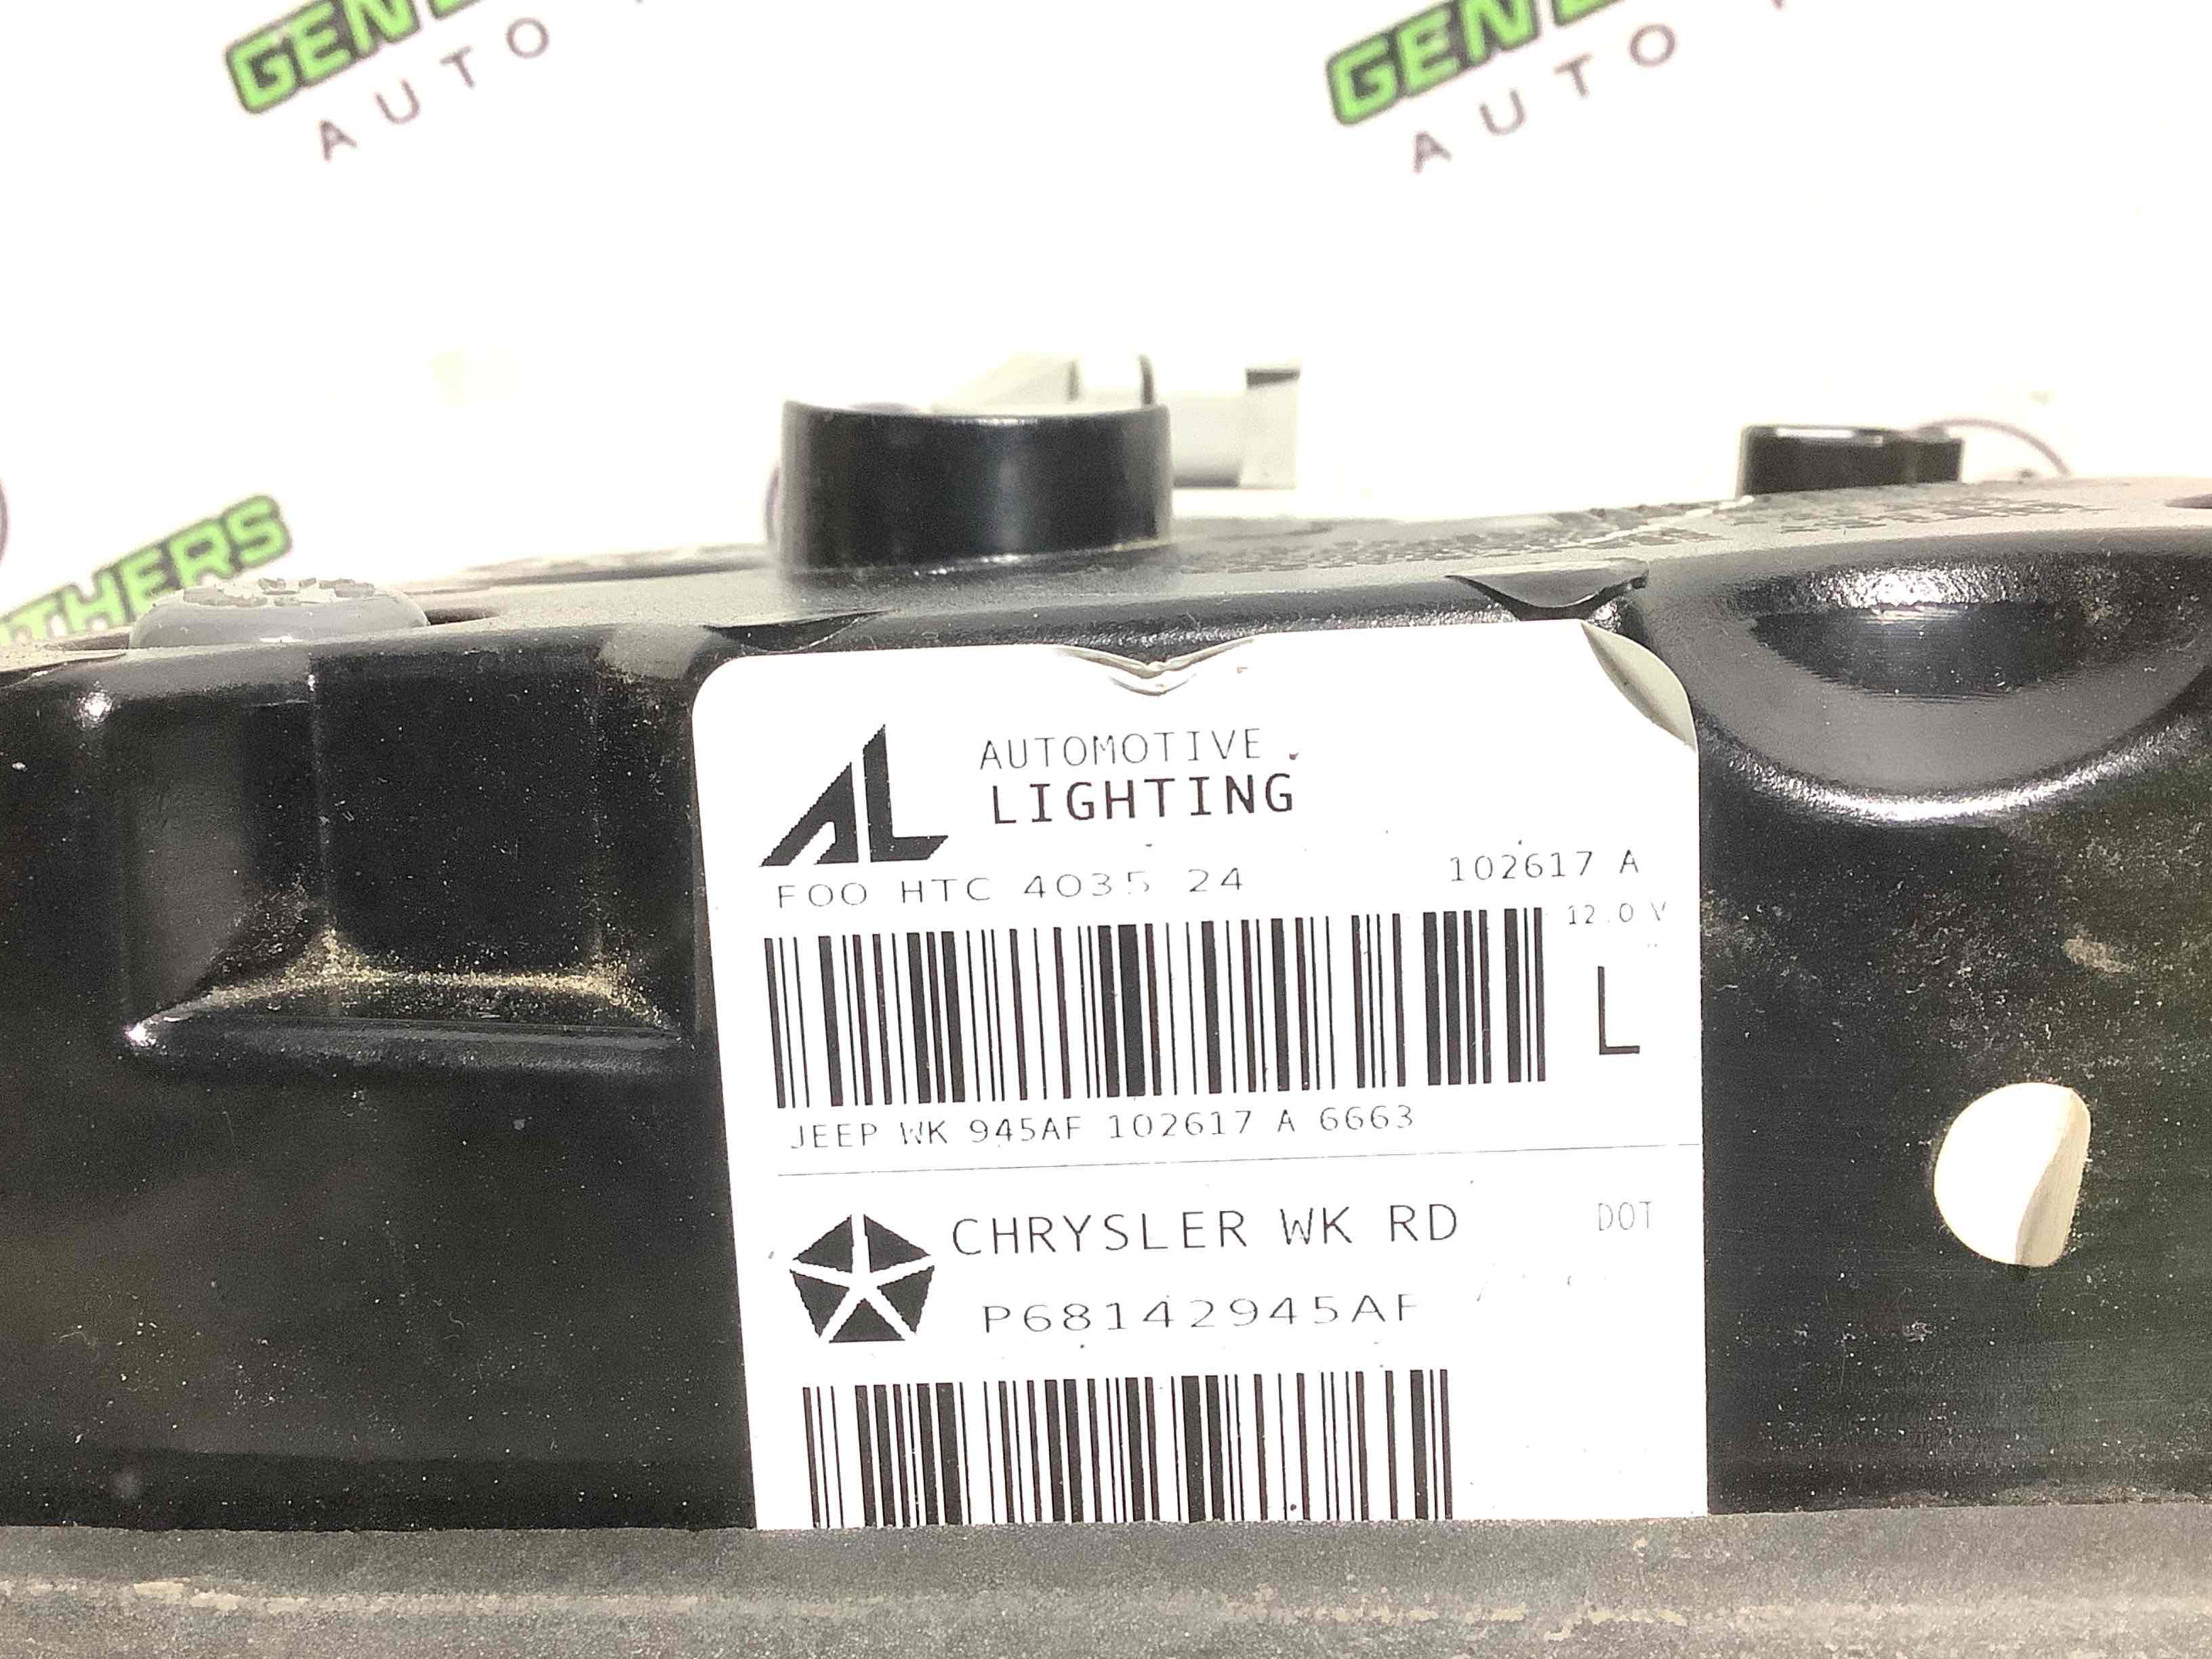 GEN
AUTO
GEN
AUTO
THERS
AL
AUTOMOTIVE
LIGHTING
FOO HTC 4035 24 102617 A
12.0 V
L
JEEP WK 945AF 102617 A 6663
CHRYSLER WK RD DOT
P68142945AF